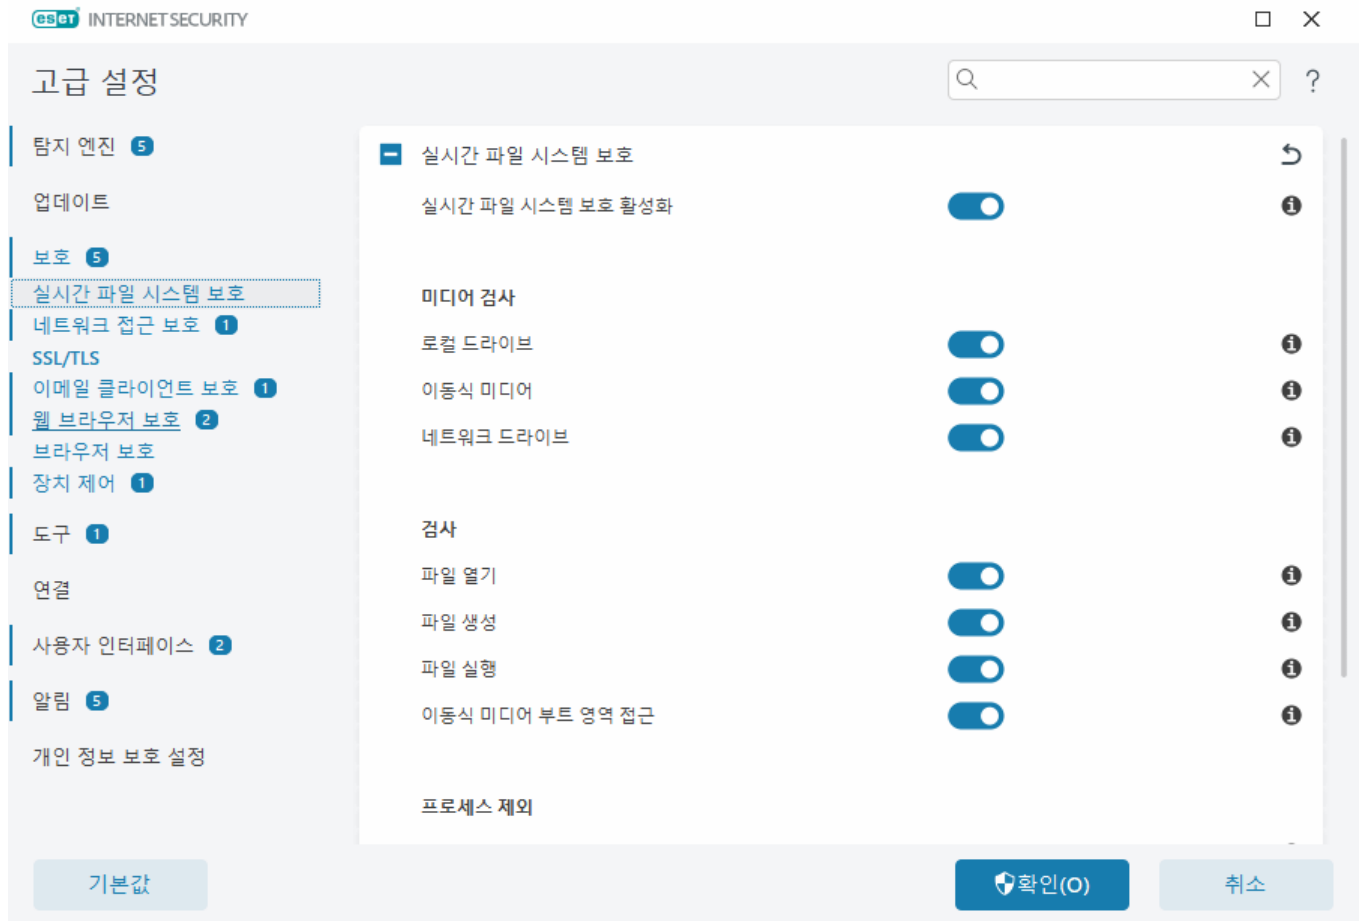 eset INTERNET SECURITY
고급 설정
?
탐지 엔진 5
업데이트
보호 5
실시간 파일 시스템 보호
네트워크 접근 보호 1
SSL/TLS
이메일 클라이언트 보호 1
웹 브라우저 보호 2
브라우저 보호
장치 제어 1
도구 1
연결
사용자 인터페이스 2
알림 5
개인 정보 보호 설정
실시간 파일 시스템 보호
실시간 파일 시스템 보호 활성화
미디어 검사
로컬 드라이브
이동식 미디어
네트워크 드라이브
검사
파일 열기
파일 생성
파일 실행
이동식 미디어 부트 영역 접근
프로세스 제외
기본값
확인(O)
취소